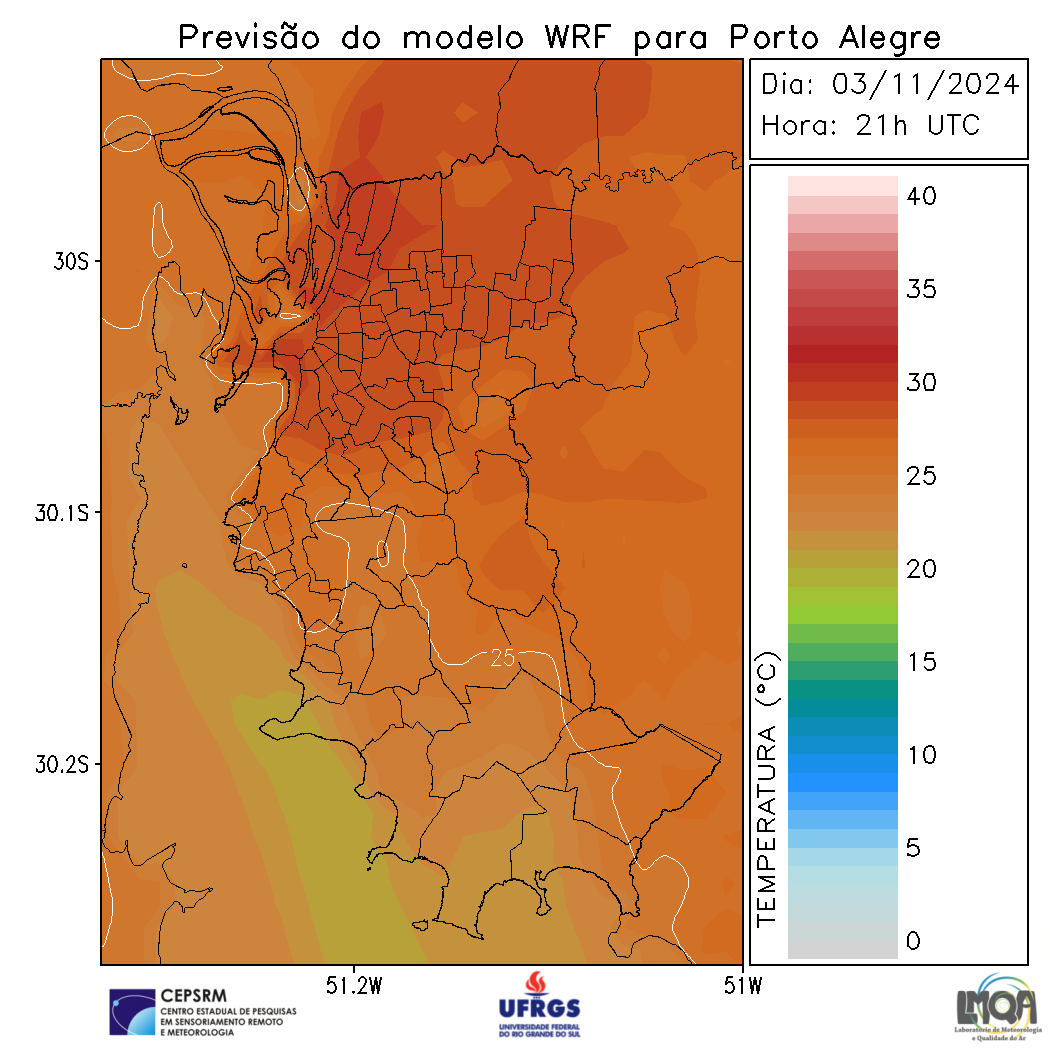 Previsão do modelo WRF para Porto Alegre
Dia: 03/11/2024
Hora: 21h UTC
40
35
30
25
20
15
10
5
0
TEMPERATURA (°C)
30S
30.1S
30.2S
25
51.2W
51W
CEPSRM
CENTRO ESTADUAL DE PESQUISAS
EM SENSORIAMENTO REMOTO
E METEOROLOGIA
UFRGS
UNIVERSIDADE FEDERAL
DO RIO GRANDE DO SUL
LMQA
Laboratório de Meteorologia
e Qualidade do Ar